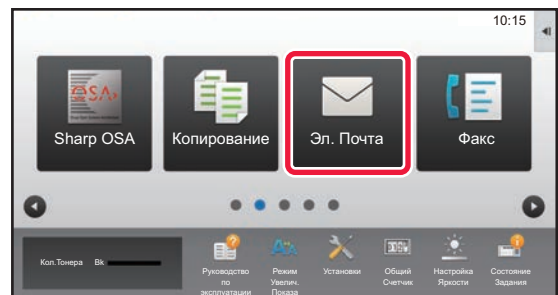 10:15
Sharp OSA
Копирование
Эл. Почта
Факс
Кол.Тонера Bk
Руководство
по
эксплуатации
Режим
Увелич.
Показа
Установки
Общий
Счетчик
Настройка
Яркости
Состояние
Задания